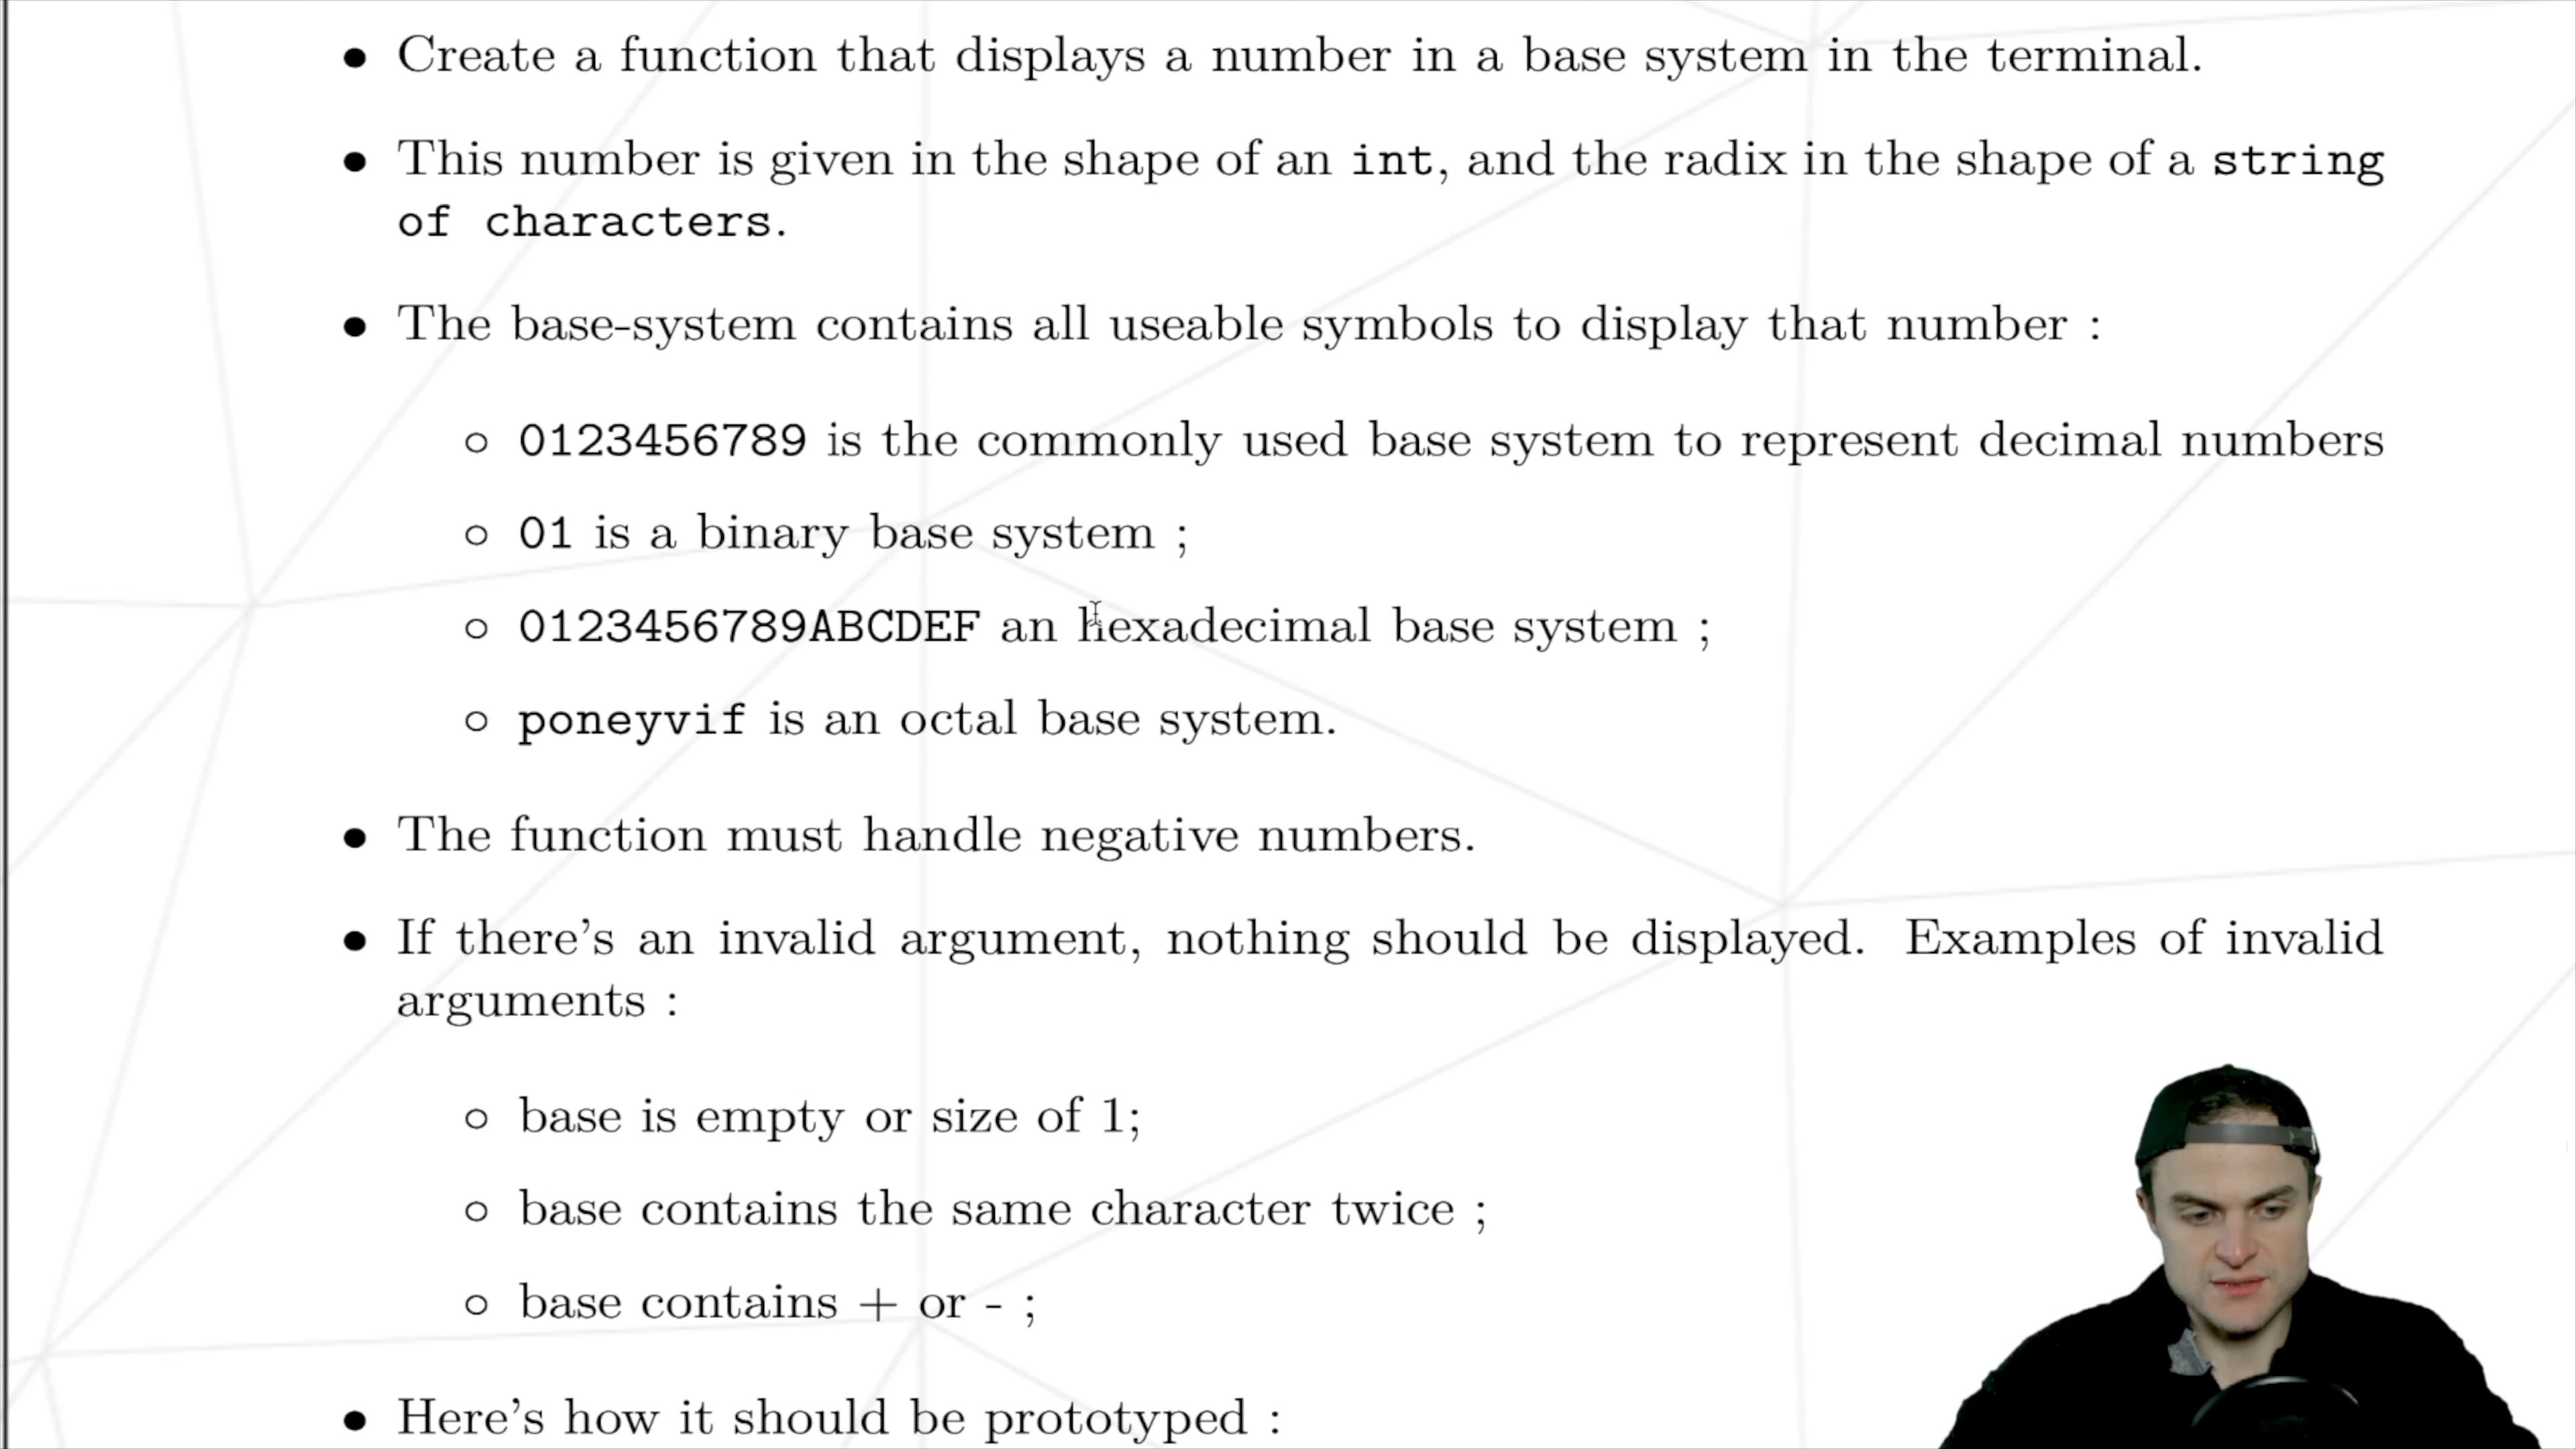 • Create a function that displays a number in a base system in the terminal.
• This number is given in the shape of an int, and the radix in the shape of a string
of characters.
• The base-system contains all useable symbols to display that number :
○ 0123456789 is the commonly used base system to represent decimal numbers
○ 01 is a binary base system ;
○ 0123456789ABCDEF an hexadecimal base system ;
○ poneyvif is an octal base system.
• The function must handle negative numbers.
• If there's an invalid argument, nothing should be displayed. Examples of invalid
arguments :
○ base is empty or size of 1;
○ base contains the same character twice ;
○ base contains + or - ;
• Here's how it should be prototyped :